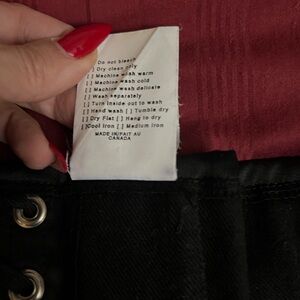 Do not bleach
[ ] Dry clean only
[ ] Machine wash warm
[ ] Machine wash cold
[ ] Machine wash delicate
[ ] Wash separately
[ ] Turn inside out to wash
[ ] Hand wash [ ] Tumble dry
[ ] Dry Flat [ ] Hang to dry
[ ]Cool iron [ ] Medium iron
MADE IN/FAIT AU
CANADA